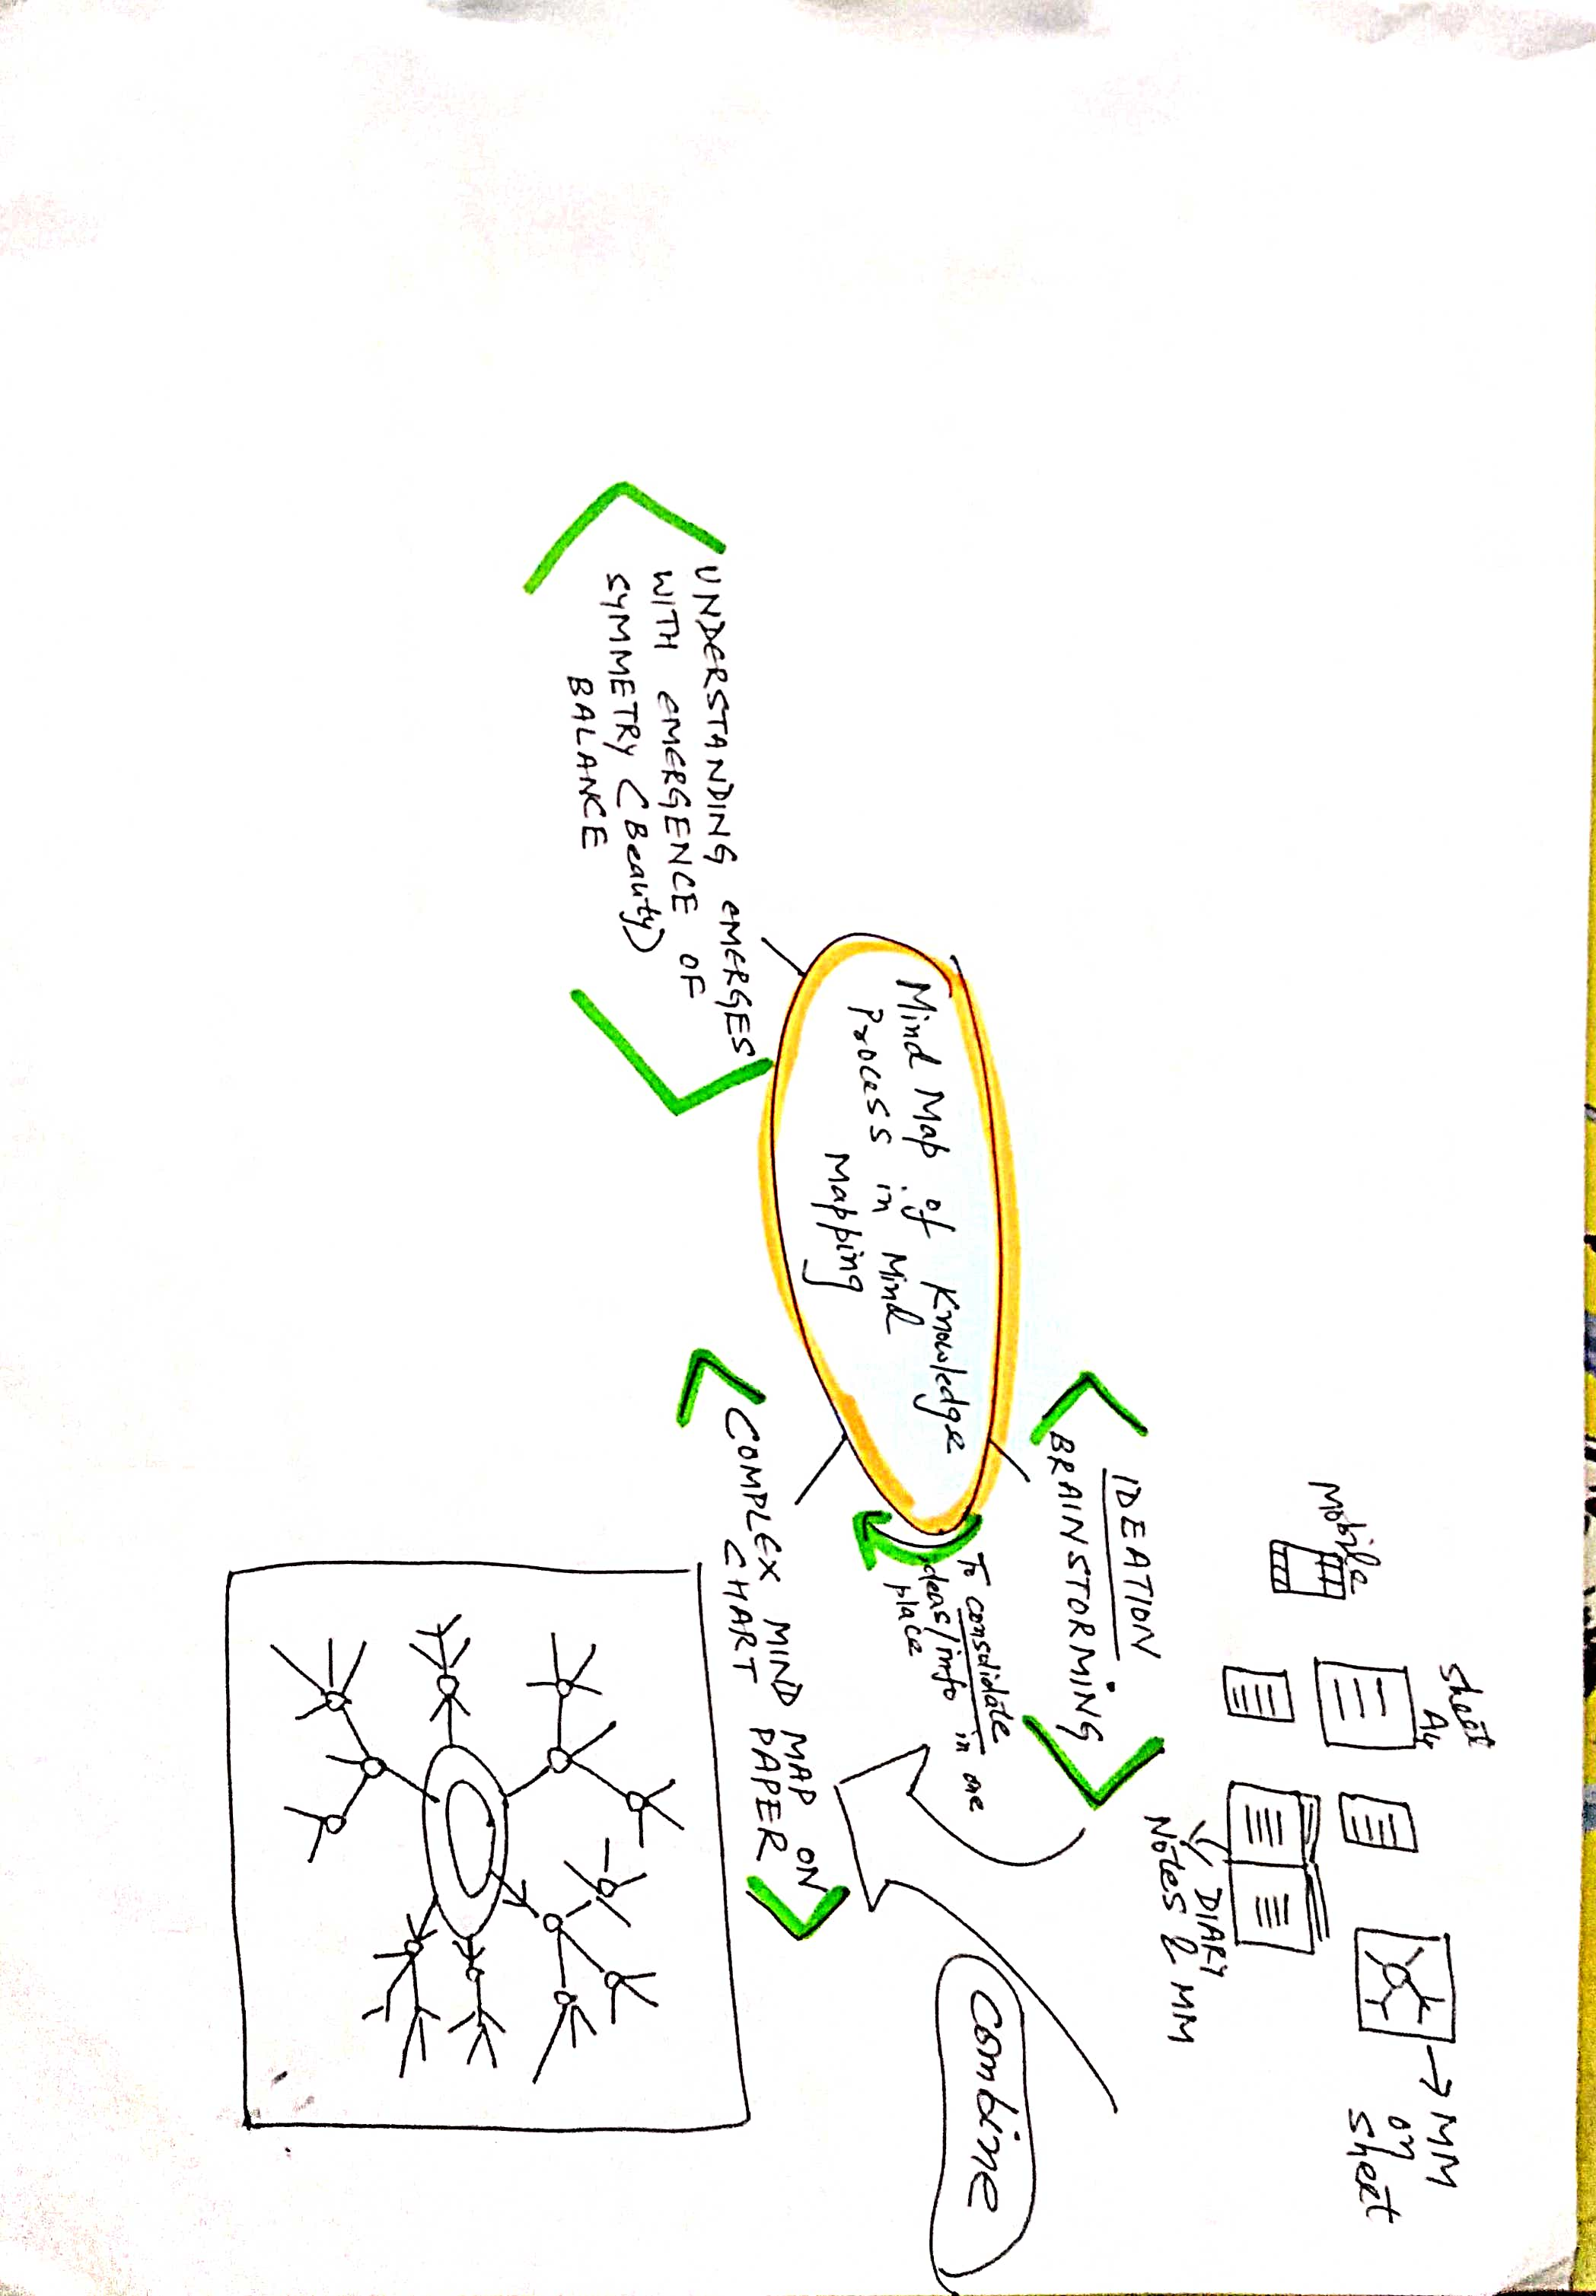 Mobile
Sheet
A4
→ MM
on
sheet
DIARY
Notes & MM
IDEATION
BRAINSTORMING
To consolidate
ideas/info in one
place
Combine
Mind Map of Knowledge
Process in Mind
Mapping
COMPLEX MIND MAP ON
CHART PAPER
UNDERSTANDING EMERGES
WITH EMERGENCE OF
SYMMETRY (Beauty)
BALANCE